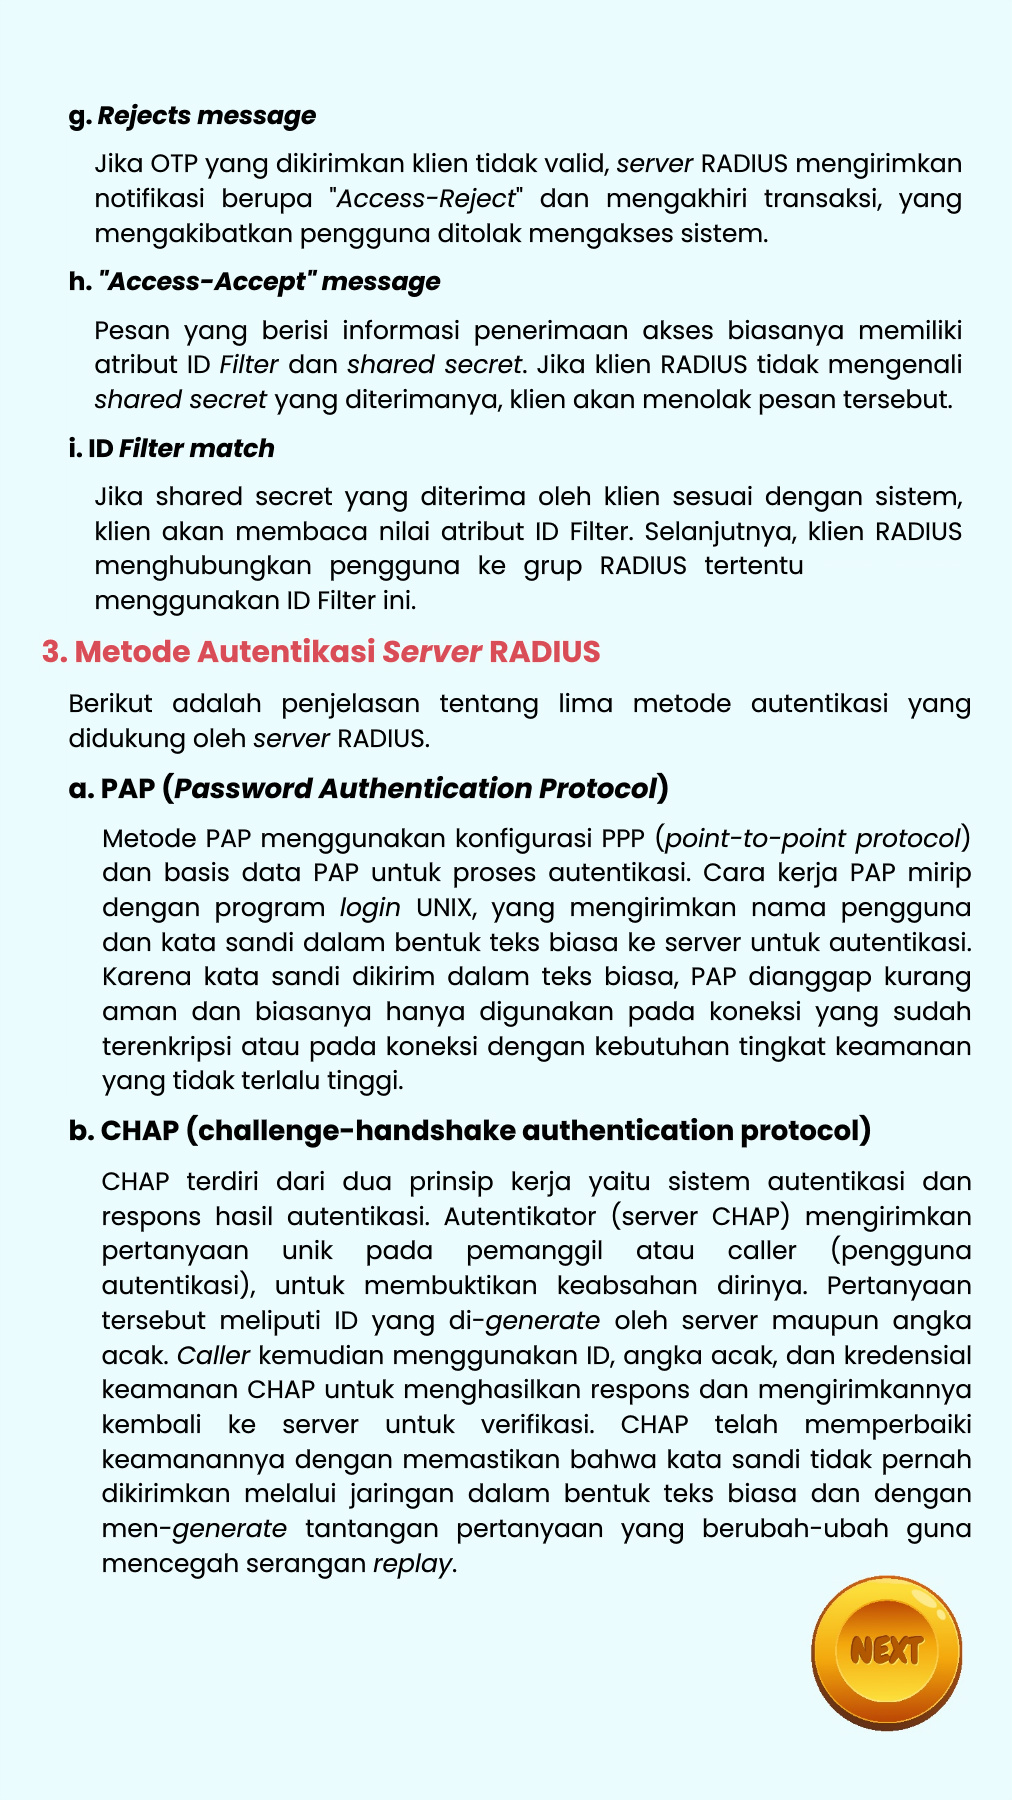 g. Rejects message
Jika OTP yang dikirimkan klien tidak valid, server RADIUS mengirimkan
notifikasi berupa "Access-Reject" dan mengakhiri transaksi, yang
mengakibatkan pengguna ditolak mengakses sistem.
h. "Access-Accept" message
Pesan yang berisi informasi penerimaan akses biasanya memiliki
atribut ID Filter dan shared secret. Jika klien RADIUS tidak mengenali
shared secret yang diterimanya, klien akan menolak pesan tersebut.
i. ID Filter match
Jika shared secret yang diterima oleh klien sesuai dengan sistem,
klien akan membaca nilai atribut ID Filter. Selanjutnya, klien RADIUS
menghubungkan pengguna ke grup RADIUS tertentu
menggunakan ID Filter ini.
3. Metode Autentikasi Server RADIUS
Berikut adalah penjelasan tentang lima metode autentikasi yang
didukung oleh server RADIUS.
a. PAP (Password Authentication Protocol)
Metode PAP menggunakan konfigurasi PPP (point-to-point protocol)
dan basis data PAP untuk proses autentikasi. Cara kerja PAP mirip
dengan program login UNIX, yang mengirimkan nama pengguna
dan kata sandi dalam bentuk teks biasa ke server untuk autentikasi.
Karena kata sandi dikirim dalam teks biasa, PAP dianggap kurang
aman dan biasanya hanya digunakan pada koneksi yang sudah
terenkripsi atau pada koneksi dengan kebutuhan tingkat keamanan
yang tidak terlalu tinggi.
b. CHAP (challenge-handshake authentication protocol)
CHAP terdiri dari dua prinsip kerja yaitu sistem autentikasi dan
respons hasil autentikasi. Autentikator (server CHAP) mengirimkan
pertanyaan unik pada pemanggil atau caller (pengguna
autentikasi), untuk membuktikan keabsahan dirinya. Pertanyaan
tersebut meliputi ID yang di-generate oleh server maupun angka
acak. Caller kemudian menggunakan ID, angka acak, dan kredensial
keamanan CHAP untuk menghasilkan respons dan mengirimkannya
kembali ke server untuk verifikasi. CHAP telah memperbaiki
keamanannya dengan memastikan bahwa kata sandi tidak pernah
dikirimkan melalui jaringan dalam bentuk teks biasa dan dengan
men-generate tantangan pertanyaan yang berubah-ubah guna
mencegah serangan replay.
NEXT